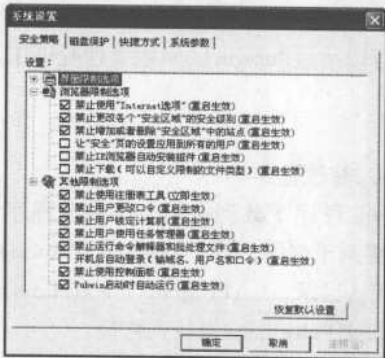 系统设置
安全策略 磁盘保护 快捷方式 系统参数
设置：
界面限制选项
浏览器限制选项
禁止使用"Internet选项"(重启生效)
禁止更改各个"安全区域"的安全级别(重启生效)
禁止增加或者删除"安全区域"中的站点(重启生效)
让"安全"页的设置应用到所有的用户(重启生效)
禁止IE浏览器自动安装组件(重启生效)
禁止下载(可以自定义限制的文件类型)(重启生效)
其他限制选项
禁止使用注册表工具(立即生效)
禁止用户更改口令(重启生效)
禁止用户锁定计算机(重启生效)
禁止用户使用任务管理器(重启生效)
禁止运行命令解释器和批处理文件(重启生效)
开机后自动登录(输域名、用户名和口令)(重启生效)
禁止使用控制面板(重启生效)
Pubwin启动时自动运行(重启生效)
恢复默认设置
确定 取消